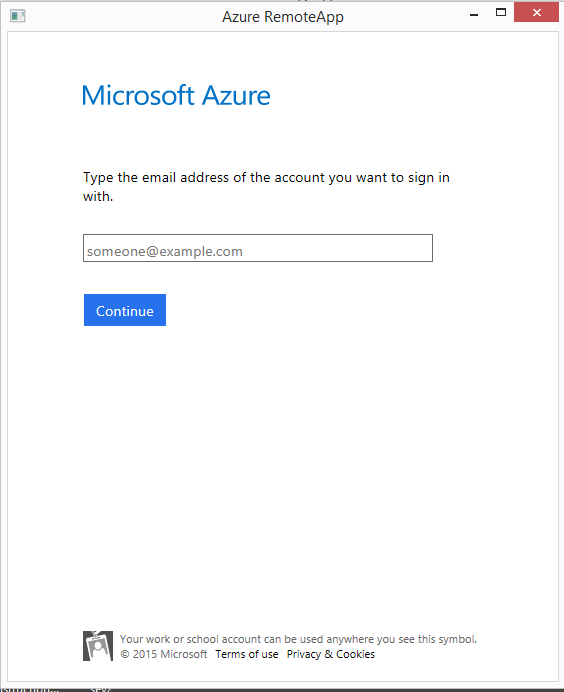 Azure RemoteApp
Microsoft Azure
Type the email address of the account you want to sign in
with.
someone@example.com
Continue
Your work or school account can be used anywhere you see this symbol.
© 2015 Microsoft Terms of use Privacy & Cookies